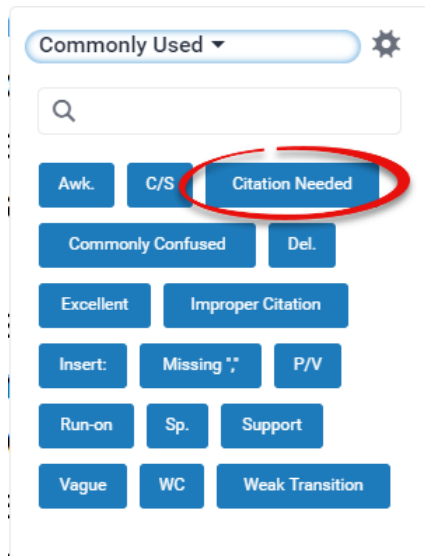 Commonly Used
Awk. C/S Citation Needed
Commonly Confused Del.
Excellent Improper Citation
Insert: Missing "," P/V
Run-on Sp. Support
Vague WC Weak Transition